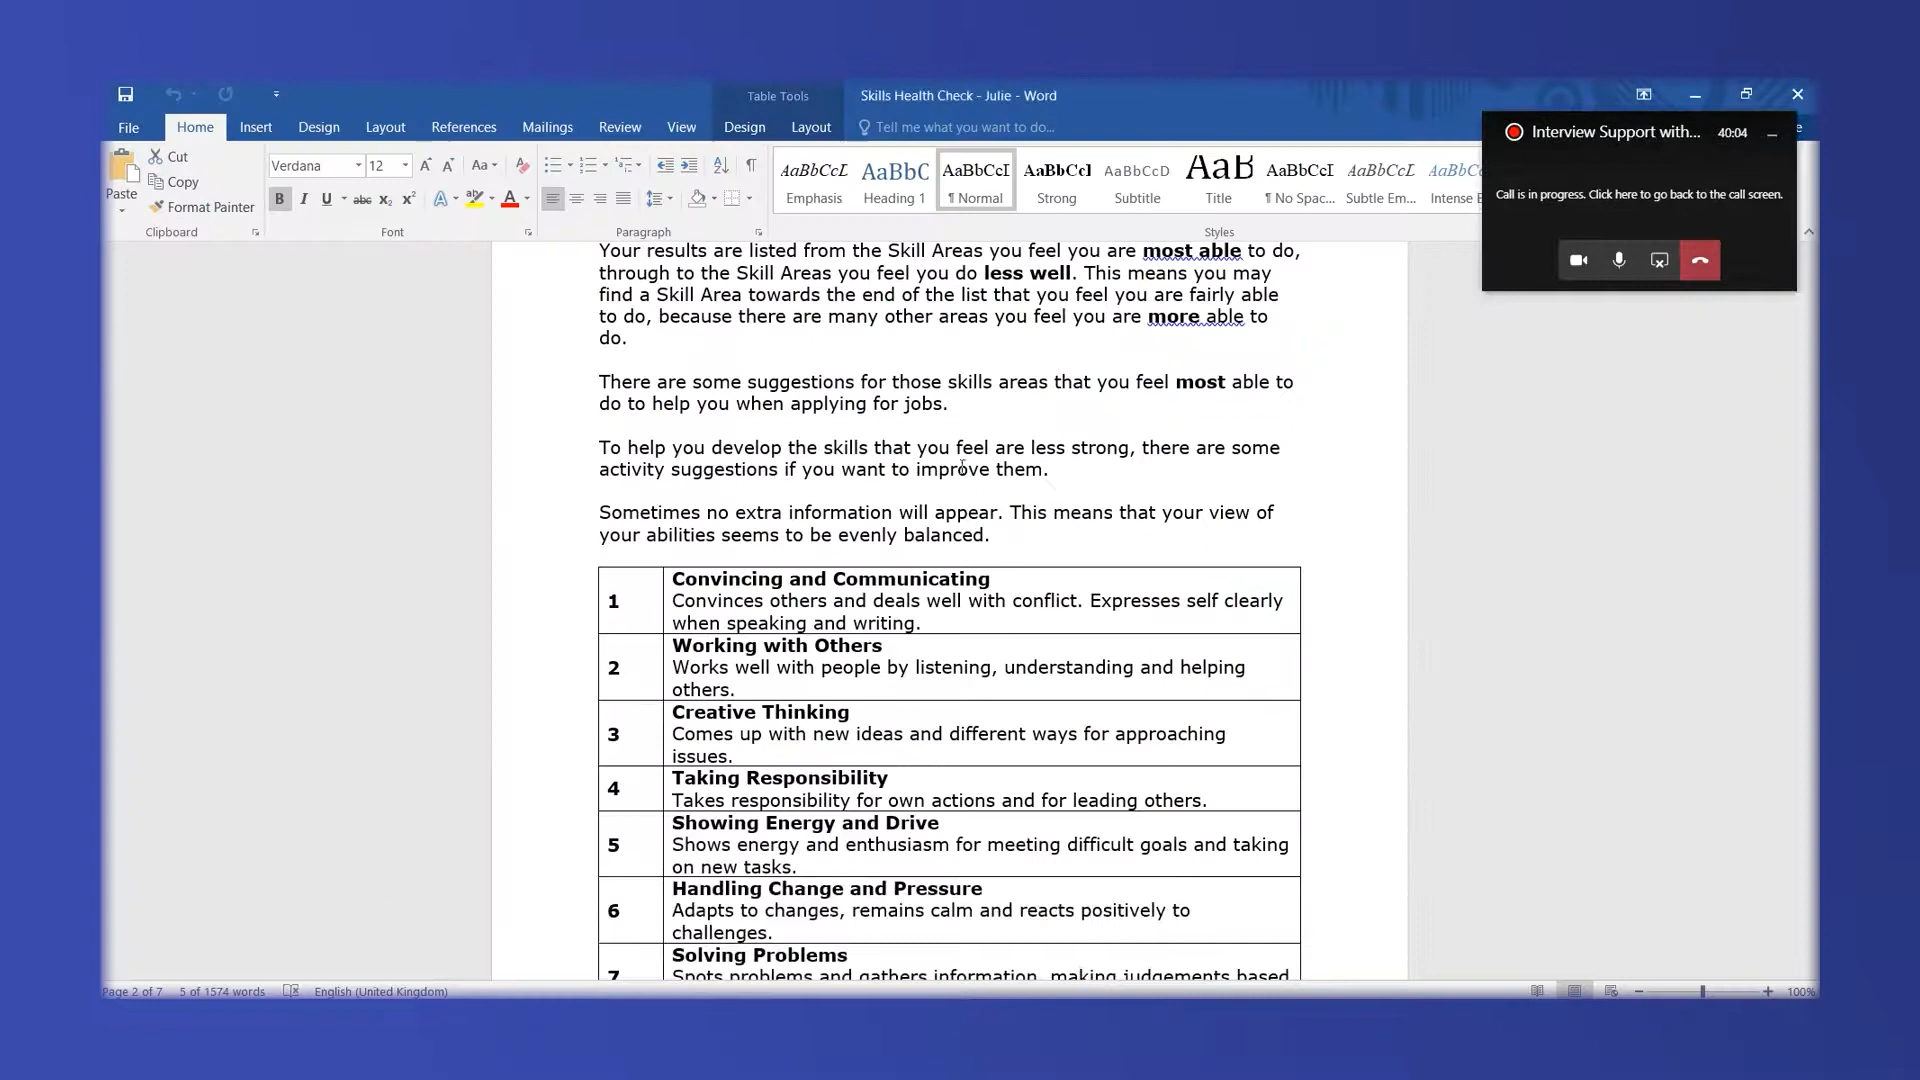 Table Tools
Skills Health Check - Julie - Word
File
Home
Insert
Design
Layout
References
Mailings
Review
View
Design
Layout
Tell me what you want to do...
Interview Support with...
40:04
Call is in progress. Click here to go back to the call screen.
Paste
Cut
Copy
Format Painter
Clipboard
Verdana
12
Aa
B I U abc x₂ x²
A
A
Font
Paragraph
AaBbCcL
Emphasis
AaBbC
Heading 1
AaBbCcI
¶ Normal
AaBbCcI
Strong
AaBbCcD
Subtitle
AaB
Title
AaBbCcI
¶ No Spac...
AaBbCcL
Subtle Em...
AaBbCc
Intense E
Styles
Your results are listed from the Skill Areas you feel you are most able to do,
through to the Skill Areas you feel you do less well. This means you may
find a Skill Area towards the end of the list that you feel you are fairly able
to do, because there are many other areas you feel you are more able to
do.
There are some suggestions for those skills areas that you feel most able to
do to help you when applying for jobs.
To help you develop the skills that you feel are less strong, there are some
activity suggestions if you want to improve them.
Sometimes no extra information will appear. This means that your view of
your abilities seems to be evenly balanced.
1
Convincing and Communicating
Convinces others and deals well with conflict. Expresses self clearly
when speaking and writing.
2
Working with Others
Works well with people by listening, understanding and helping
others.
3
Creative Thinking
Comes up with new ideas and different ways for approaching
issues.
4
Taking Responsibility
Takes responsibility for own actions and for leading others.
5
Showing Energy and Drive
Shows energy and enthusiasm for meeting difficult goals and taking
on new tasks.
6
Handling Change and Pressure
Adapts to changes, remains calm and reacts positively to
challenges.
7
Solving Problems
Spots problems and gathers information, making judgements based
Page 2 of 7
5 of 1574 words
English (United Kingdom)
100%